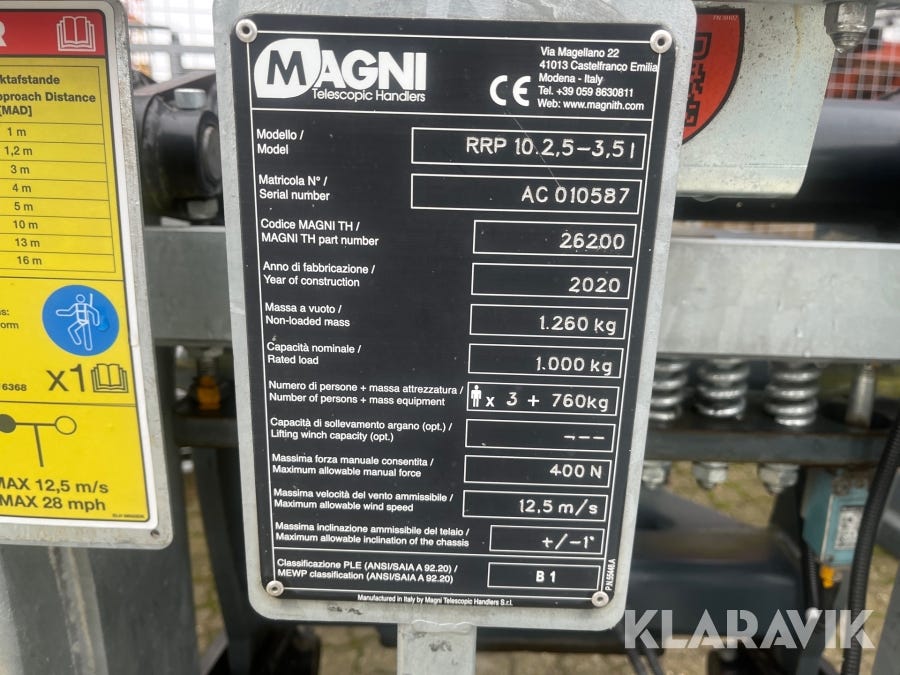 R
ktafstande
pproach Distance
[MAD]
1 m
1,2 m
3 m
4 m
5 m
10 m
13 m
16 m
orm
x1
16368
MAX 12,5 m/s
MAX 28 mph
MAGNI
Telescopic Handlers
CE
Via Magellano 22
41013 Castelfranco Emilia
Modena - Italy
Tel. +39 059 8630811
Web: www.magnith.com
Modello /
Model
RRP 10.2,5-3,5 I
Matricola N° /
Serial number
AC 010587
Codice MAGNI TH /
MAGNI TH part number
26200
Anno di fabbricazione /
Year of construction
2020
Massa a vuoto /
Non-loaded mass
1.260 kg
Capacità nominale /
Rated load
1.000 kg
Numero di persone + massa attrezzatura /
Number of persons + mass equipment
x 3 + 760kg
Capacità di sollevamento argano (opt.) /
Lifting winch capacity (opt.)
---
Massima forza manuale consentita /
Maximum allowable manual force
400 N
Massima velocità del vento ammissibile /
Maximum allowable wind speed
12,5 m/s
Massima inclinazione ammissibile del telaio /
Maximum allowable inclination of the chassis
+/-1°
Classificazione PLE (ANSI/SAIA A 92.20) /
MEWP classification (ANSI/SAIA A 92.20)
B 1
Manufactured in Italy by Magni Telescopic Handlers S.r.l.
P.N.55446.A
KLARAVIK